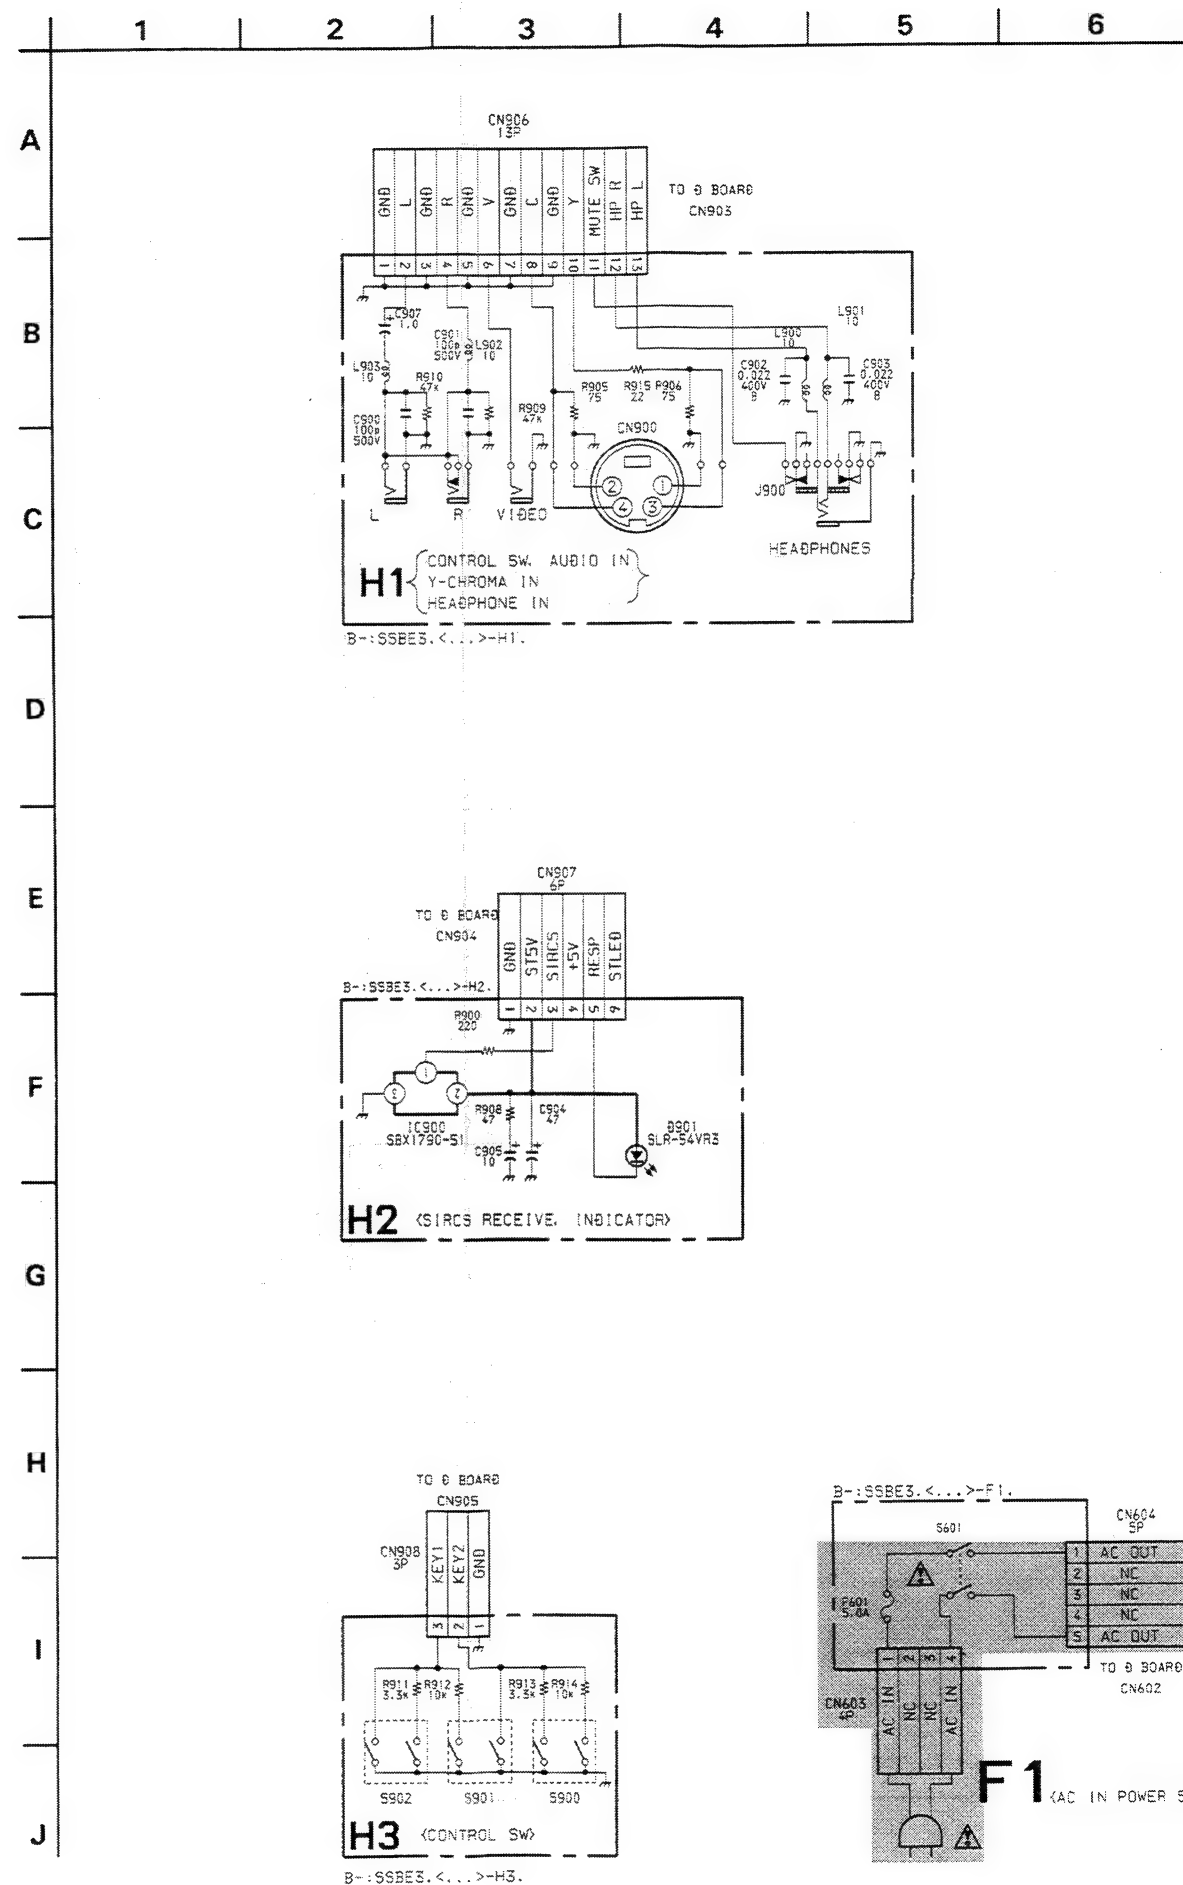 1 2 3 4 5 6
A
CN906
13P
GND L GND R GND V GND C GND Y MUTE SW HP R HP L
TO D BOARD
CN903
1 2 3 4 5 6 7 8 9 10 11 12 13
B
C907
1.0
C901
100p
500V
L902
10
L903
10
R910
47k
C900
100p
500V
R909
47k
R905
75
R915
22
R906
75
L900
10
L901
10
C902
0.022
400V
B
C903
0.022
400V
B
CN900
2 1
4 3
J900
C
L R VIDEO
HEADPHONES
H1
CONTROL SW, AUDIO IN
Y-CHROMA IN
HEADPHONE IN
B-:SSBE3.<...>-H1.
D
E
CN907
6P
TO D BOARD
CN904
GND ST5V SIRCS +5V RESP STLED
B-:SSBE3.<...>-H2.
1 2 3 4 5 6
R900
220
F
1
3 2
IC900
SBX1790-51
R908
47
C904
47
C905
10
D901
SLR-54VR3
H2 <SIRCS RECEIVE, INDICATOR>
G
H
TO D BOARD
CN905
CN908
3P
KEY1 KEY2 GND
3 2 1
I
R911
3.3k
R912
10k
R913
3.3k
R914
10k
S902 S901 S900
J
H3 <CONTROL SW>
B-:SSBE3.<...>-H3.
B-:SSBE3.<...>-F1.
S601
CN604
5P
1 AC OUT
2 NC
3 NC
4 NC
5 AC OUT
F601
5.0A
TO D BOARD
CN602
1 2 3 4
CN603
4P
AC IN NC NC AC IN
F1 <AC IN POWER S